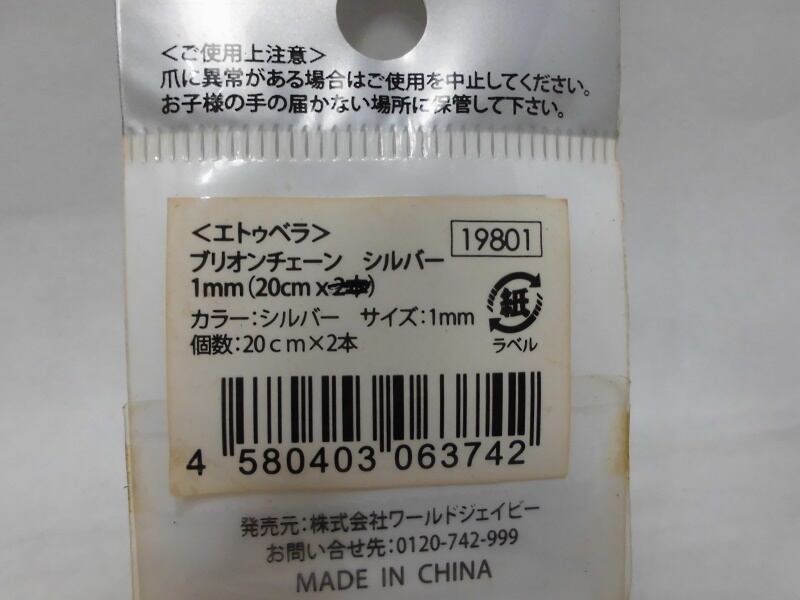 ＜ご使用上注意＞
爪に異常がある場合はご使用を中止してください。
お子様の手の届かない場所に保管して下さい。
＜エトゥベラ＞
19801
ブリオンチェーン　シルバー
1mm (20cm x2本)
カラー：シルバー　サイズ：1mm
個数：20cm×2本
紙
ラベル
4 580403 063742
発売元：株式会社ワールドジェイビー
お問い合せ先：0120-742-999
MADE IN CHINA